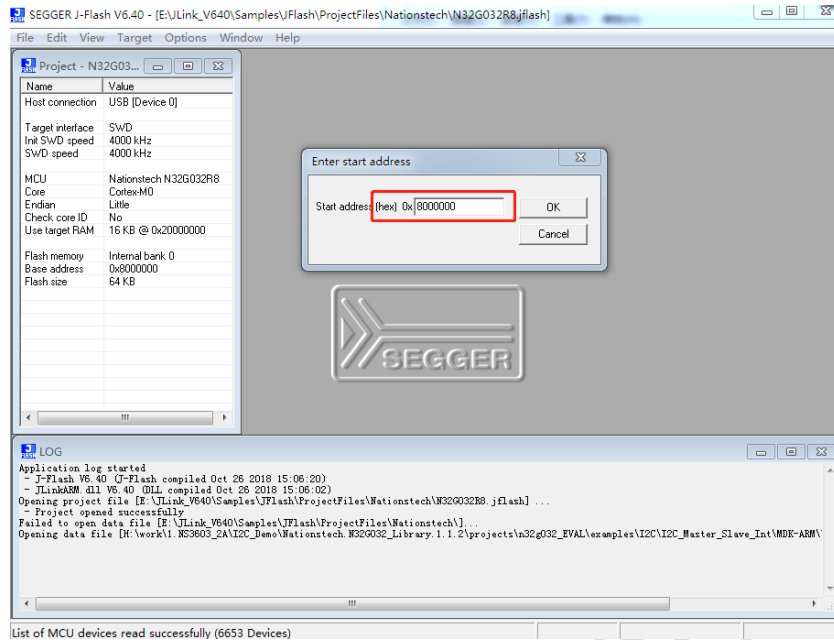 SEGGER J-Flash V6.40 - [E:\JLink_V640\Samples\JFlash\ProjectFiles\Nationstech\N32G032R8.jflash]
File Edit View Target Options Window Help
Project - N32G03...
Name Value
Host connection USB [Device 0]
Target interface SWD
Init SWD speed 4000 kHz
SWD speed 4000 kHz
MCU Nationstech N32G032R8
Core Cortex-M0
Endian Little
Check core ID No
Use target RAM 16 KB @ 0x20000000
Flash memory Internal bank 0
Base address 0x8000000
Flash size 64 KB
Enter start address
Start address (hex) 0x 8000000
OK
Cancel
SEGGER
LOG
Application log started
- J-Flash V6.40 (J-Flash compiled Oct 26 2018 15:06:20)
- JLinkARM.dll V6.40 (DLL compiled Oct 26 2018 15:06:02)
Opening project file [E:\JLink_V640\Samples\JFlash\ProjectFiles\Nationstech\N32G032R8.jflash] ...
- Project opened successfully
Failed to open data file [E:\JLink_V640\Samples\JFlash\ProjectFiles\Nationstech\]...
Opening data file [H:\work\1.NS3603_2A\I2C_Demo\Nationstech.N32G032_Library.1.1.2\projects\n32g032_EVAL\examples\I2C\I2C_Master_Slave_Int\MDK-ARM\
List of MCU devices read successfully (6653 Devices)